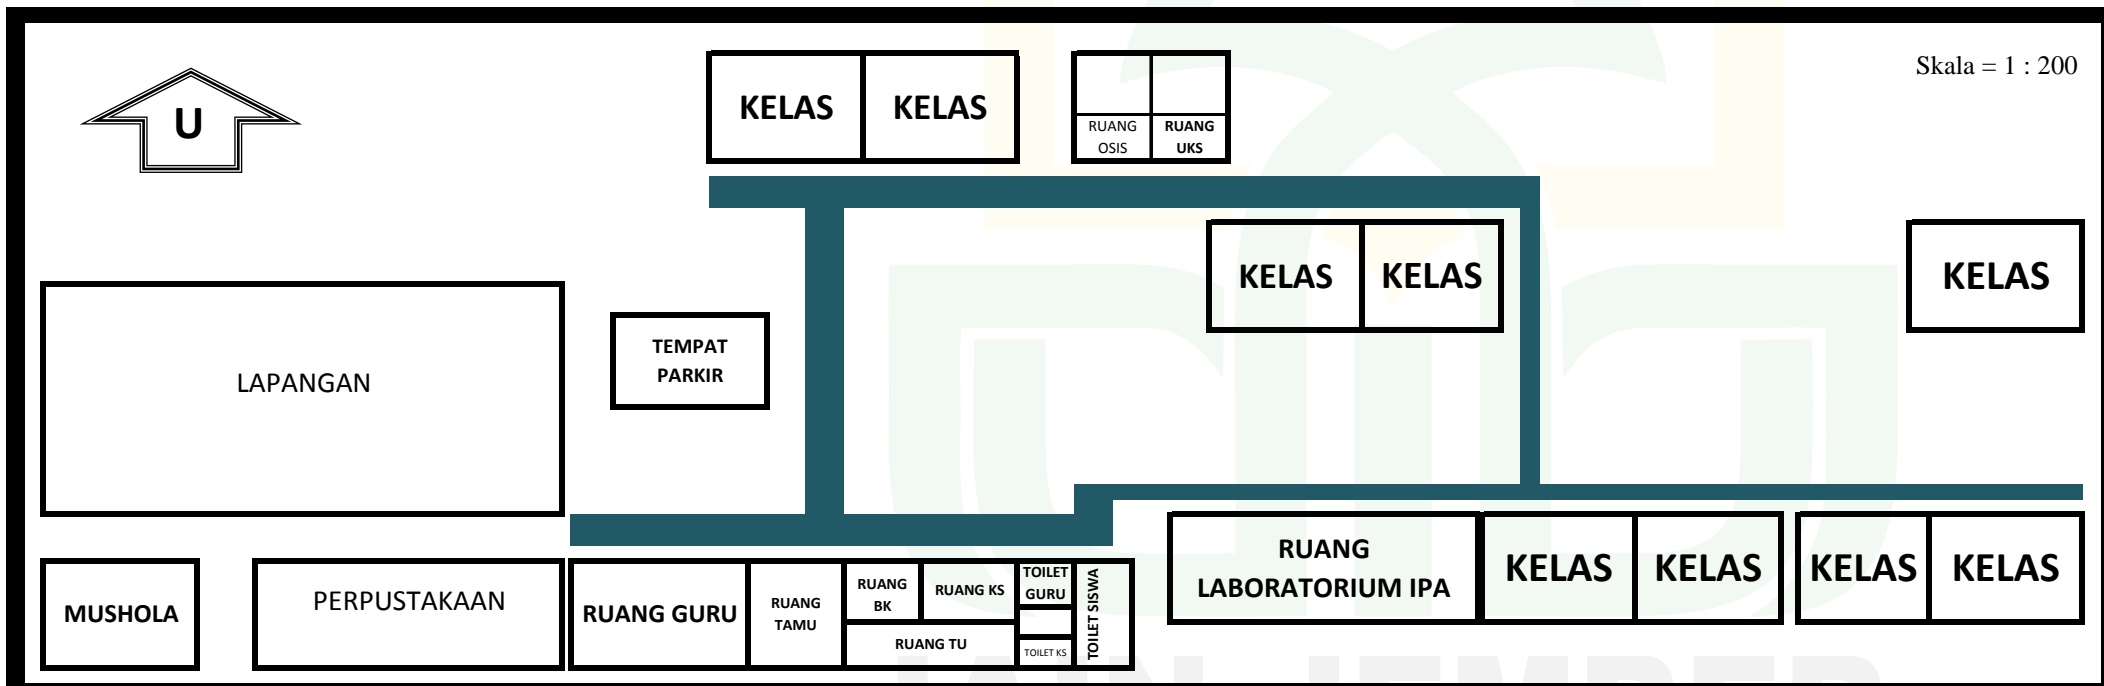 Skala = 1 : 200
U
KELAS
KELAS
RUANG
OSIS
RUANG
UKS
KELAS
KELAS
KELAS
LAPANGAN
TEMPAT
PARKIR
MUSHOLA
PERPUSTAKAAN
RUANG GURU
RUANG
TAMU
RUANG
BK
RUANG KS
RUANG TU
TOILET
GURU
TOILET KS
TOILET SISWA
RUANG
LABORATORIUM IPA
KELAS
KELAS
KELAS
KELAS
IAIN JEMBER